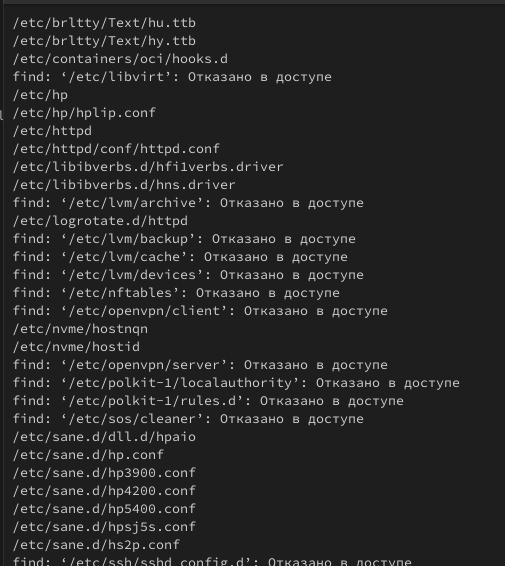 /etc/brltty/Text/hu.ttb
/etc/brltty/Text/hy.ttb
/etc/containers/oci/hooks.d
find: ‘/etc/libvirt’: Отказано в доступе
/etc/hp
/etc/hp/hplip.conf
/etc/httpd
/etc/httpd/conf/httpd.conf
/etc/libibverbs.d/hfi1verbs.driver
/etc/libibverbs.d/hns.driver
find: ‘/etc/lvm/archive’: Отказано в доступе
/etc/logrotate.d/httpd
find: ‘/etc/lvm/backup’: Отказано в доступе
find: ‘/etc/lvm/cache’: Отказано в доступе
find: ‘/etc/lvm/devices’: Отказано в доступе
find: ‘/etc/nftables’: Отказано в доступе
find: ‘/etc/openvpn/client’: Отказано в доступе
/etc/nvme/hostnqn
/etc/nvme/hostid
find: ‘/etc/openvpn/server’: Отказано в доступе
find: ‘/etc/polkit-1/localauthority’: Отказано в доступе
find: ‘/etc/polkit-1/rules.d’: Отказано в доступе
find: ‘/etc/sos/cleaner’: Отказано в доступе
/etc/sane.d/dll.d/hpaio
/etc/sane.d/hp.conf
/etc/sane.d/hp3900.conf
/etc/sane.d/hp4200.conf
/etc/sane.d/hp5400.conf
/etc/sane.d/hpsj5s.conf
/etc/sane.d/hs2p.conf
find: ‘/etc/ssh/sshd_config.d’: Отказано в доступе